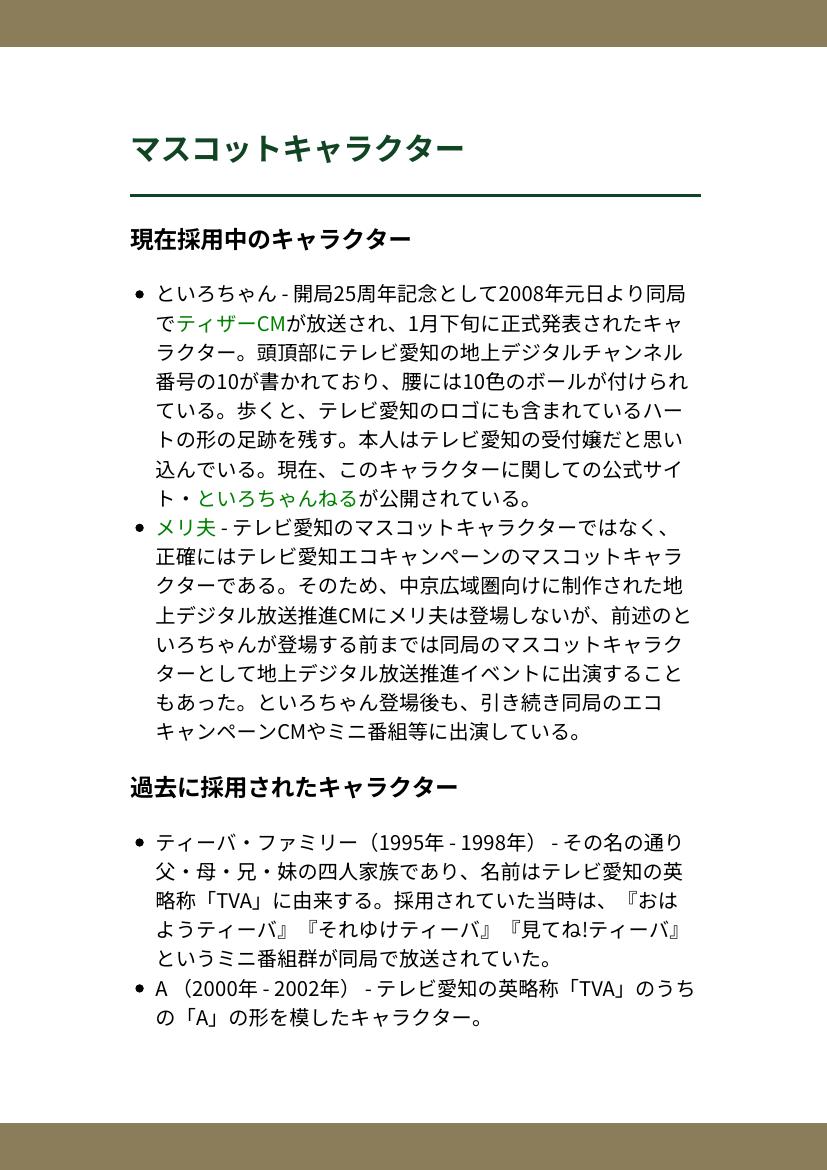 マスコットキャラクター
現在採用中のキャラクター
• といろちゃん - 開局25周年記念として2008年元日より同局
でティザーCMが放送され、1月下旬に正式発表されたキャ
ラクター。頭頂部にテレビ愛知の地上デジタルチャンネル
番号の10が書かれており、腰には10色のボールが付けられ
ている。歩くと、テレビ愛知のロゴにも含まれているハー
トの形の足跡を残す。本人はテレビ愛知の受付嬢だと思い
込んでいる。現在、このキャラクターに関しての公式サイ
ト・といろちゃんねるが公開されている。
• メリ夫 - テレビ愛知のマスコットキャラクターではなく、
正確にはテレビ愛知エコキャンペーンのマスコットキャラ
クターである。そのため、中京広域圏向けに制作された地
上デジタル放送推進CMにメリ夫は登場しないが、前述のと
いろちゃんが登場する前までは同局のマスコットキャラク
ターとして地上デジタル放送推進イベントに出演すること
もあった。といろちゃん登場後も、引き続き同局のエコ
キャンペーンCMやミニ番組等に出演している。
過去に採用されたキャラクター
• ティーバ・ファミリー（1995年 - 1998年） - その名の通り
父・母・兄・妹の四人家族であり、名前はテレビ愛知の英
略称「TVA」に由来する。採用されていた当時は、『おは
ようティーバ』『それゆけティーバ』『見てね!ティーバ』
というミニ番組群が同局で放送されていた。
• A （2000年 - 2002年） - テレビ愛知の英略称「TVA」のうち
の「A」の形を模したキャラクター。